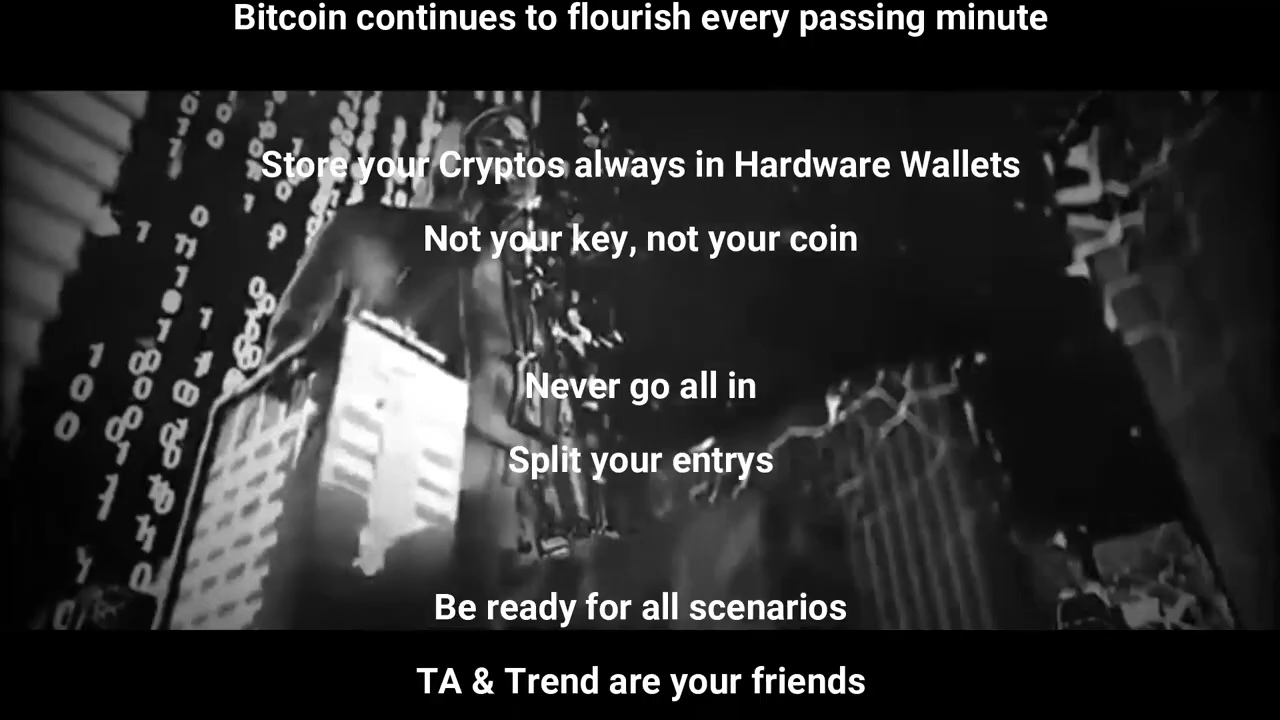 Bitcoin continues to flourish every passing minute
Store your Cryptos always in Hardware Wallets
Not your key, not your coin
Never go all in
Split your entrys
Be ready for all scenarios
TA & Trend are your friends